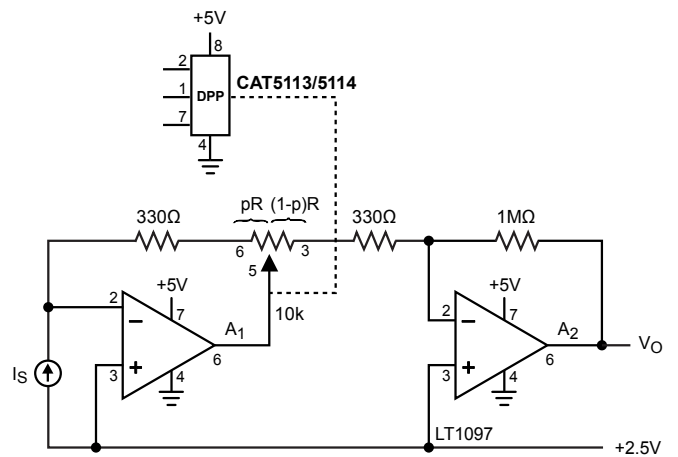 +5V
8
2
1
7
DPP
CAT5113/5114
4
pR (1-p)R
330Ω
330Ω
1MΩ
6
3
5
+5V
+5V
10k
2
7
2
7
–
–
A1
A2
VO
6
6
IS
3
+
4
3
+
4
LT1097
+2.5V